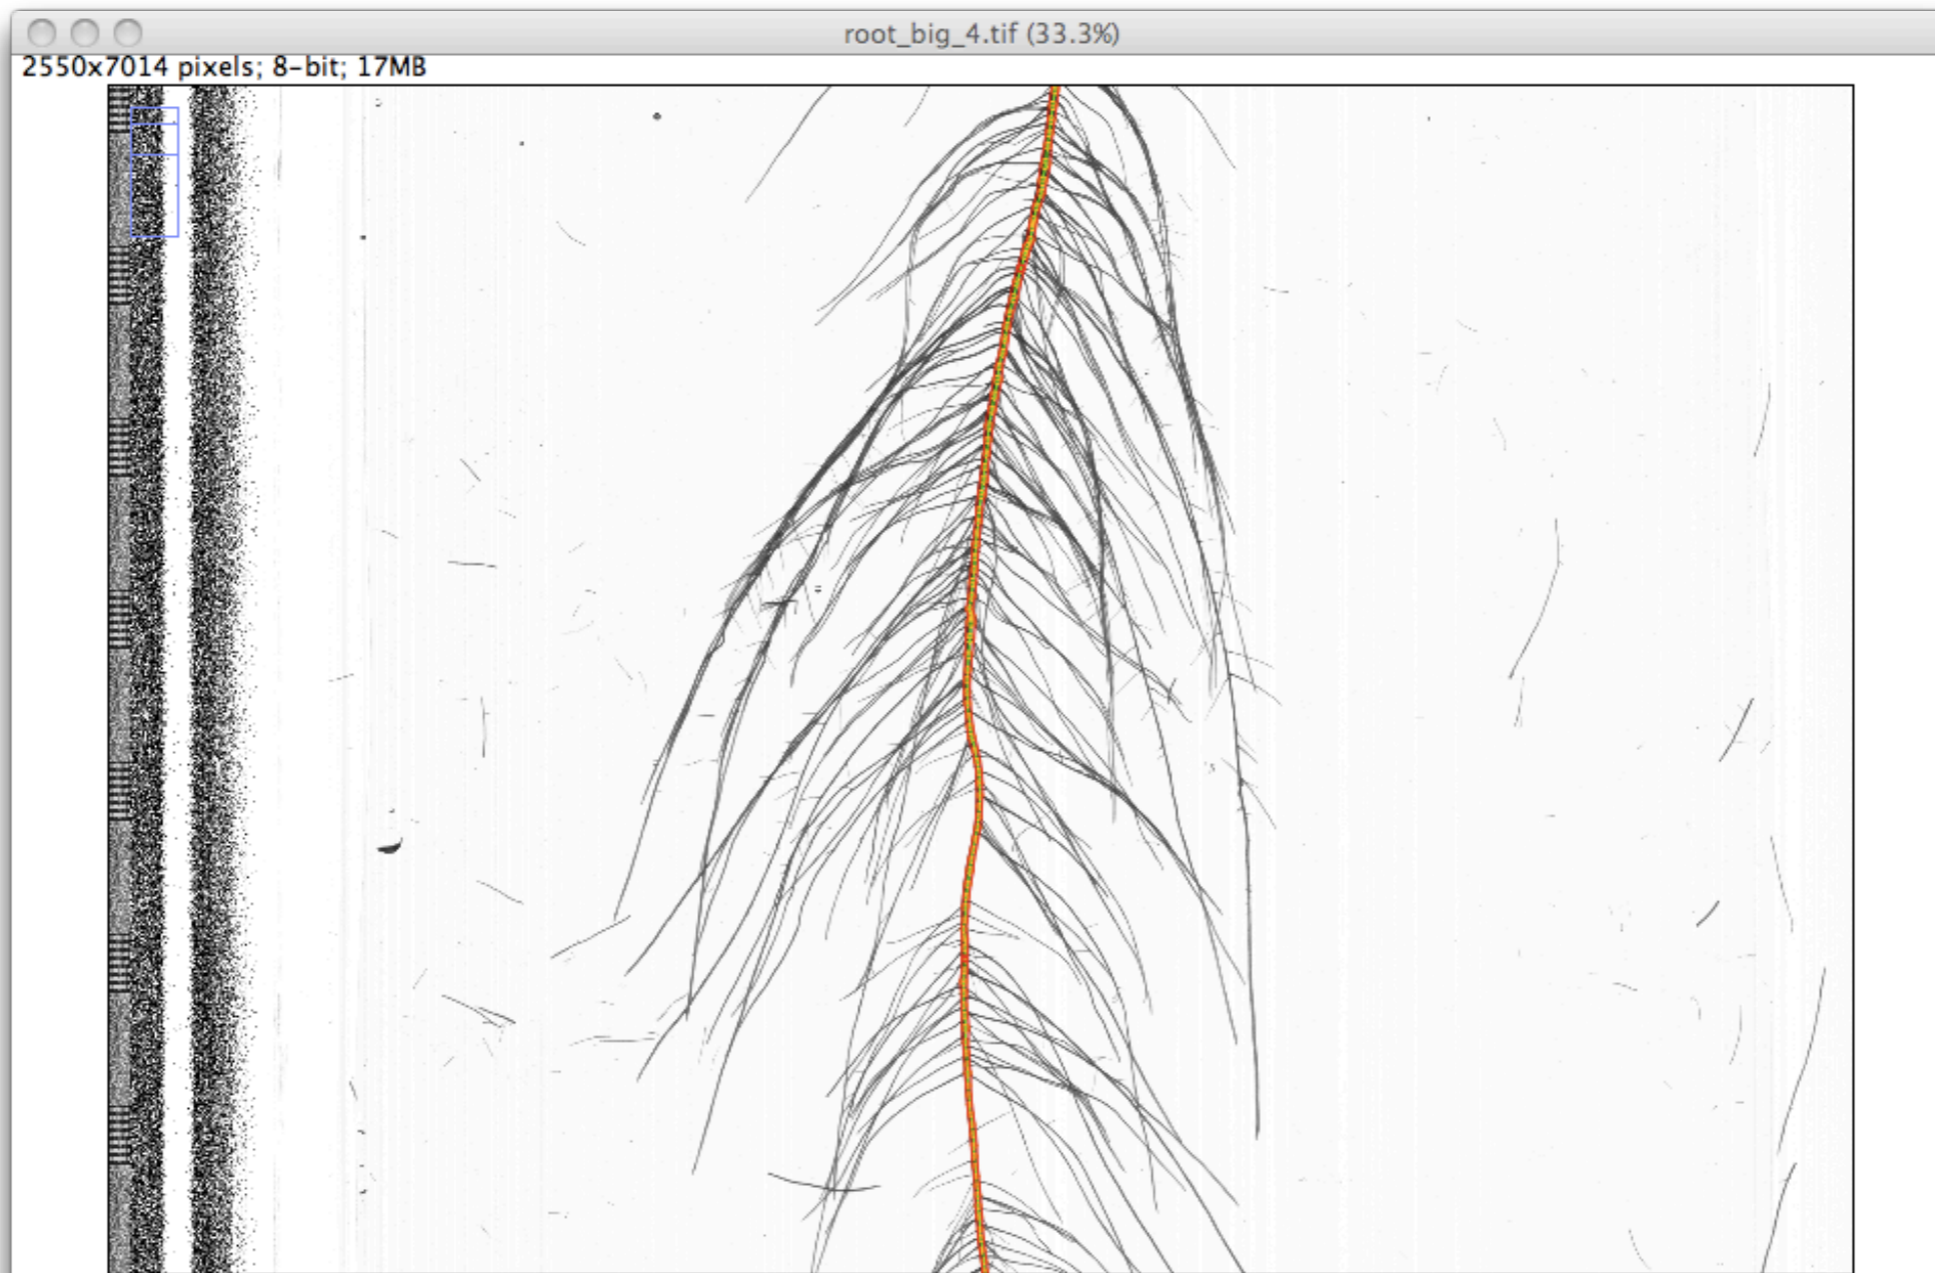 root_big_4.tif (33.3%)
2550x7014 pixels; 8-bit; 17MB